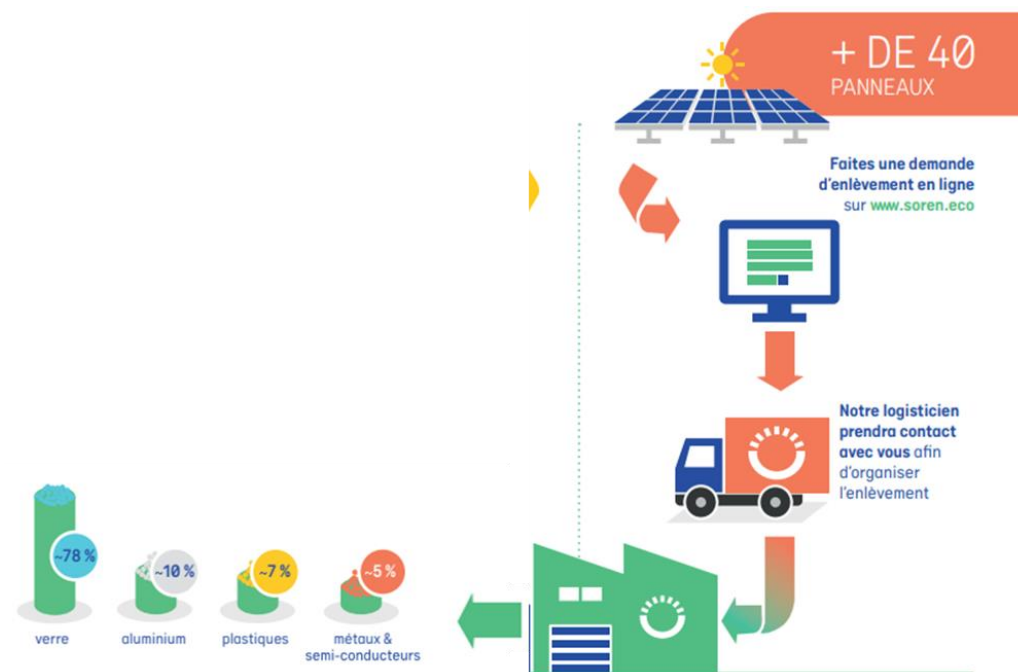 + DE 40
PANNEAUX
Faites une demande
d'enlèvement en ligne
sur www.soren.eco
Notre logisticien
prendra contact
avec vous afin
d'organiser
l'enlèvement
~78 %
~10 %
~7 %
~5 %
verre
aluminium
plastiques
métaux &
semi-conducteurs